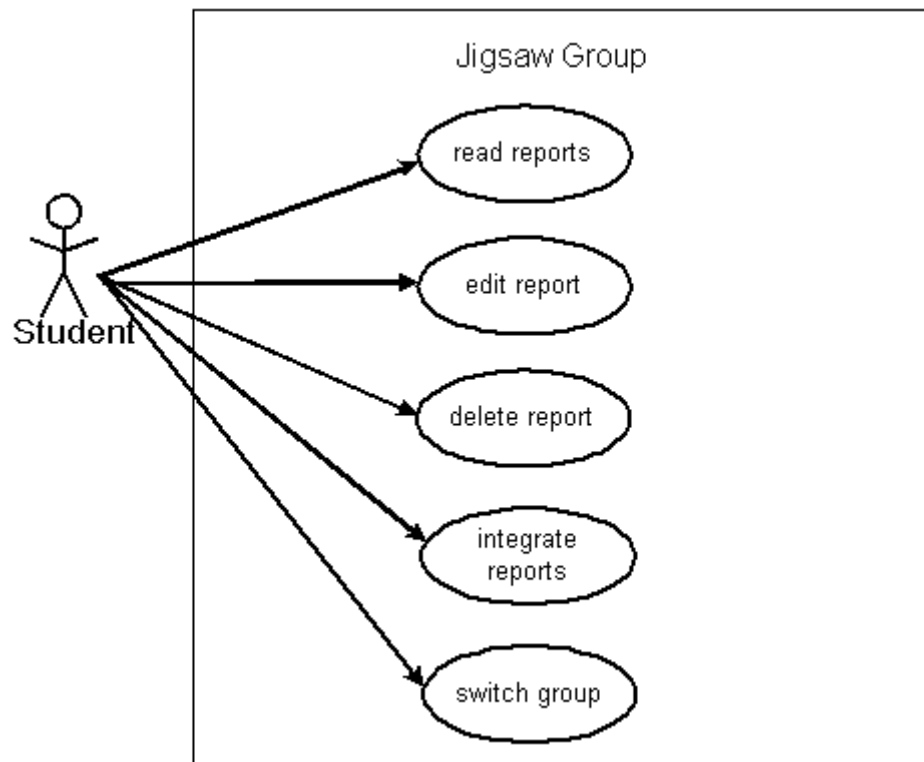 Jigsaw Group
read reports
Student
edit report
delete report
integrate
reports
switch group